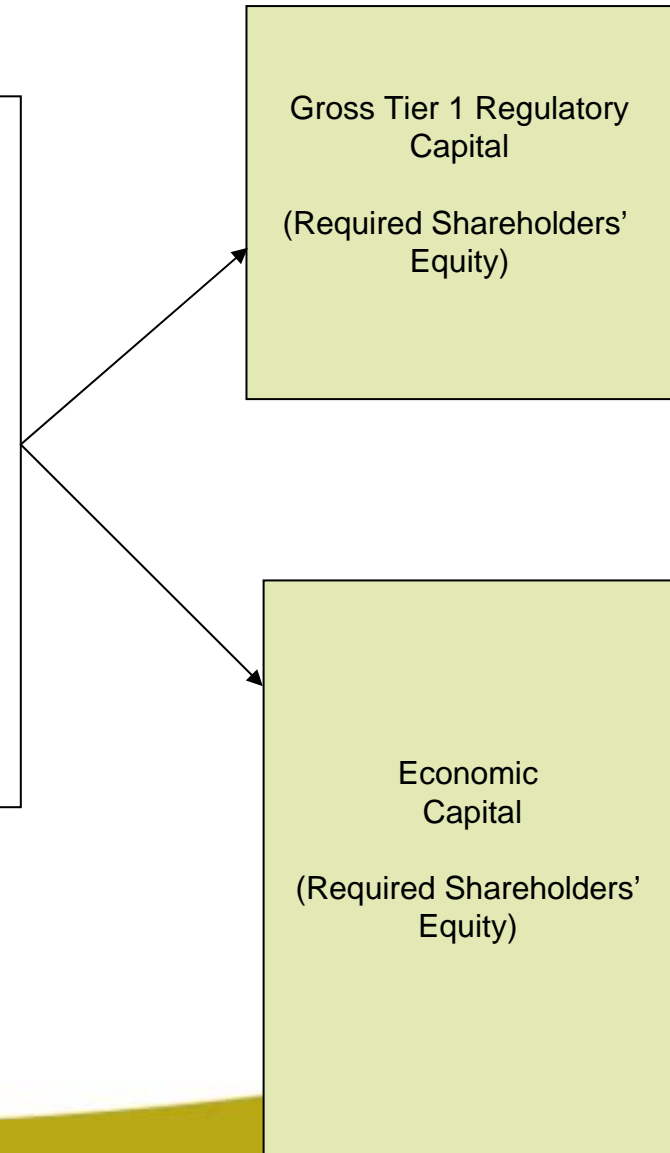 Gross Tier 1 Regulatory
Capital
(Required Shareholders’
Equity)
Economic
Capital
(Required Shareholders’
Equity)